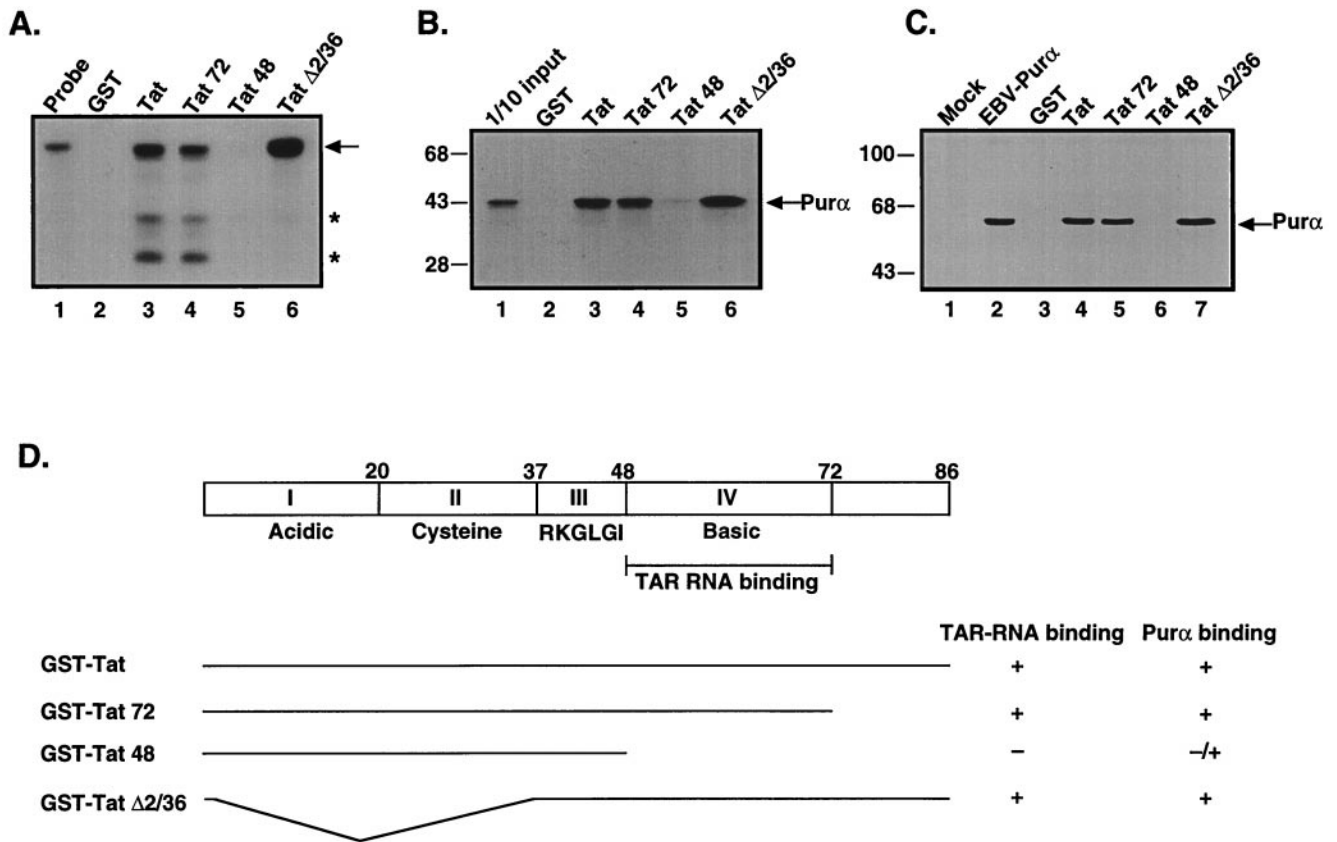 A.
Probe GST Tat Tat 72 Tat 48 Tat Δ2/36
*
*
1 2 3 4 5 6
B.
1/10 input GST Tat Tat 72 Tat 48 Tat Δ2/36
68
43
28
Purα
1 2 3 4 5 6
C.
Mock EBV-Purα GST Tat Tat 72 Tat 48 Tat Δ2/36
100
68
43
Purα
1 2 3 4 5 6 7
D.
20 37 48 72 86
I II III IV
Acidic Cysteine RKGLGI Basic
TAR RNA binding
TAR-RNA binding Purα binding
GST-Tat + +
GST-Tat 72 + +
GST-Tat 48 − −/+
GST-Tat Δ2/36 + +